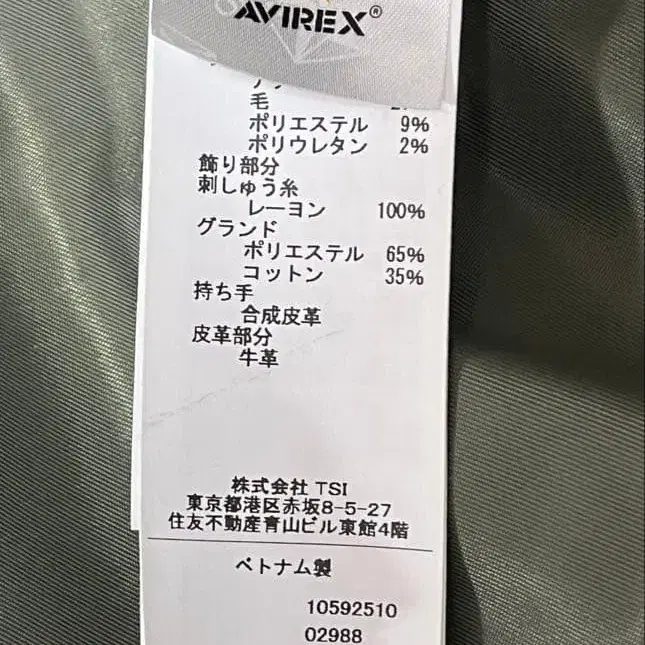 AVIREX®
毛
ポリエステル 9%
ポリウレタン 2%
飾り部分
刺しゅう糸
レーヨン 100%
グランド
ポリエステル 65%
コットン 35%
持ち手
合成皮革
皮革部分
牛革
株式会社 TSI
東京都港区赤坂8-5-27
住友不動産青山ビル東館4階
ベトナム製
10592510
02988